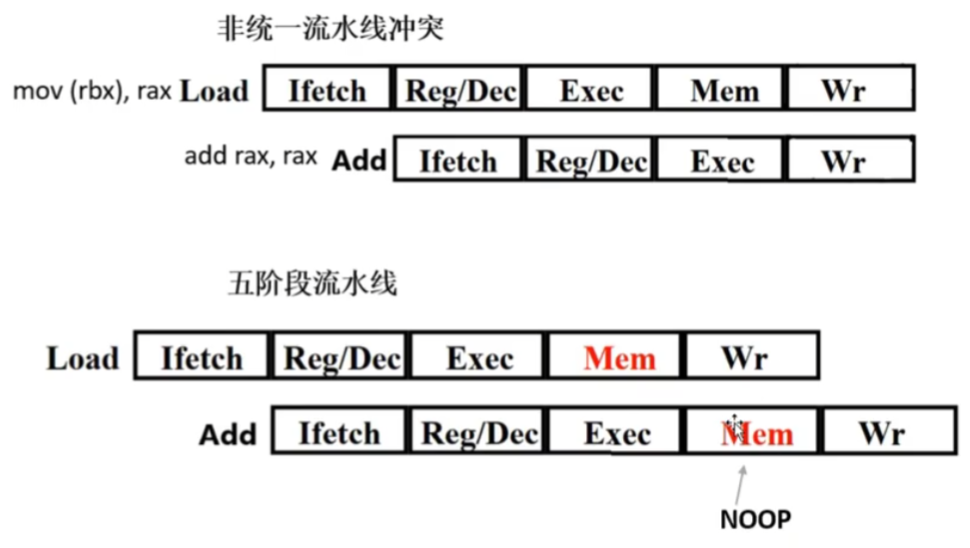 非统一流水线冲突
mov (rbx), rax Load Ifetch Reg/Dec Exec Mem Wr
add rax, rax Add Ifetch Reg/Dec Exec Wr
五阶段流水线
Load Ifetch Reg/Dec Exec Mem Wr
Add Ifetch Reg/Dec Exec Mem Wr
NOOP